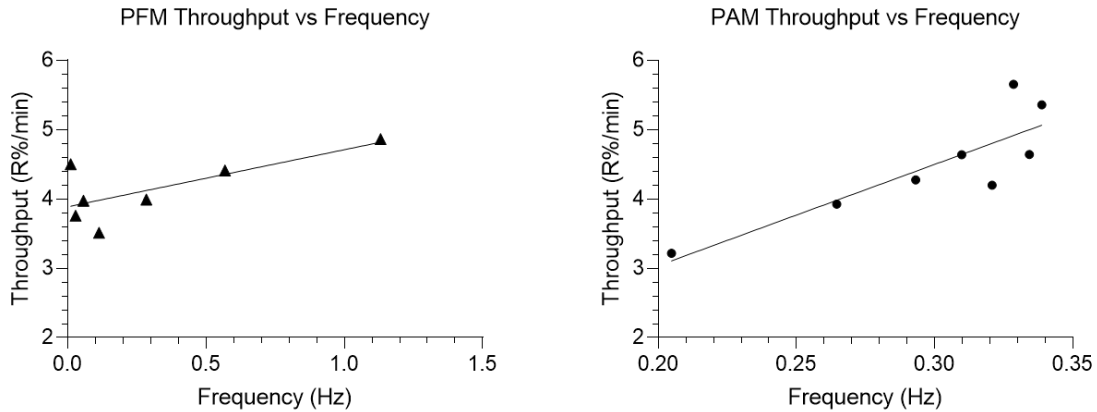 PFM Throughput vs Frequency
6
5
4
3
2
Throughput (R%/min)
0.0 0.5 1.0 1.5
Frequency (Hz)
PAM Throughput vs Frequency
6
5
4
3
2
Throughput (R%/min)
0.20 0.25 0.30 0.35
Frequency (Hz)